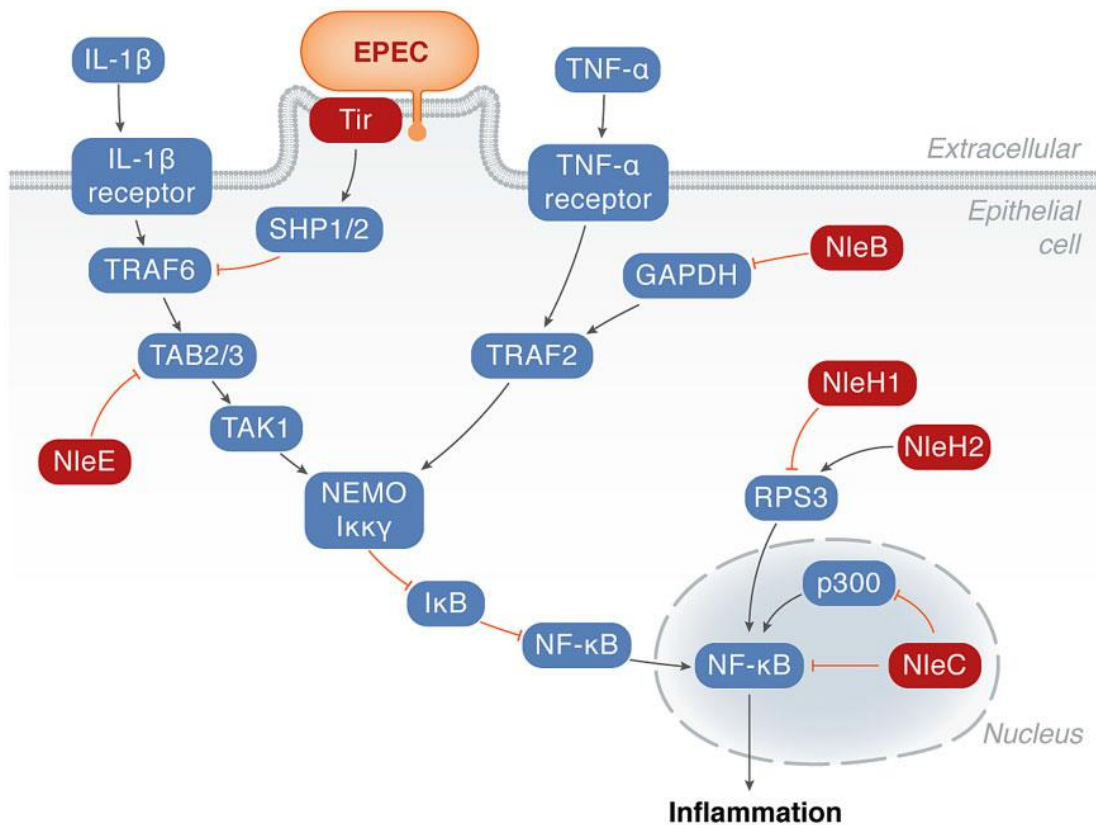 EPEC
IL-1β
TNF-α
Tir
IL-1β
receptor
TNF-α
receptor
Extracellular
Epithelial
cell
SHP1/2
NleB
TRAF6
GAPDH
TAB2/3
TRAF2
NleH1
TAK1
NleE
NleH2
NEMO
Iκκγ
RPS3
p300
IκB
NF-κB
NF-κB
NleC
Nucleus
Inflammation